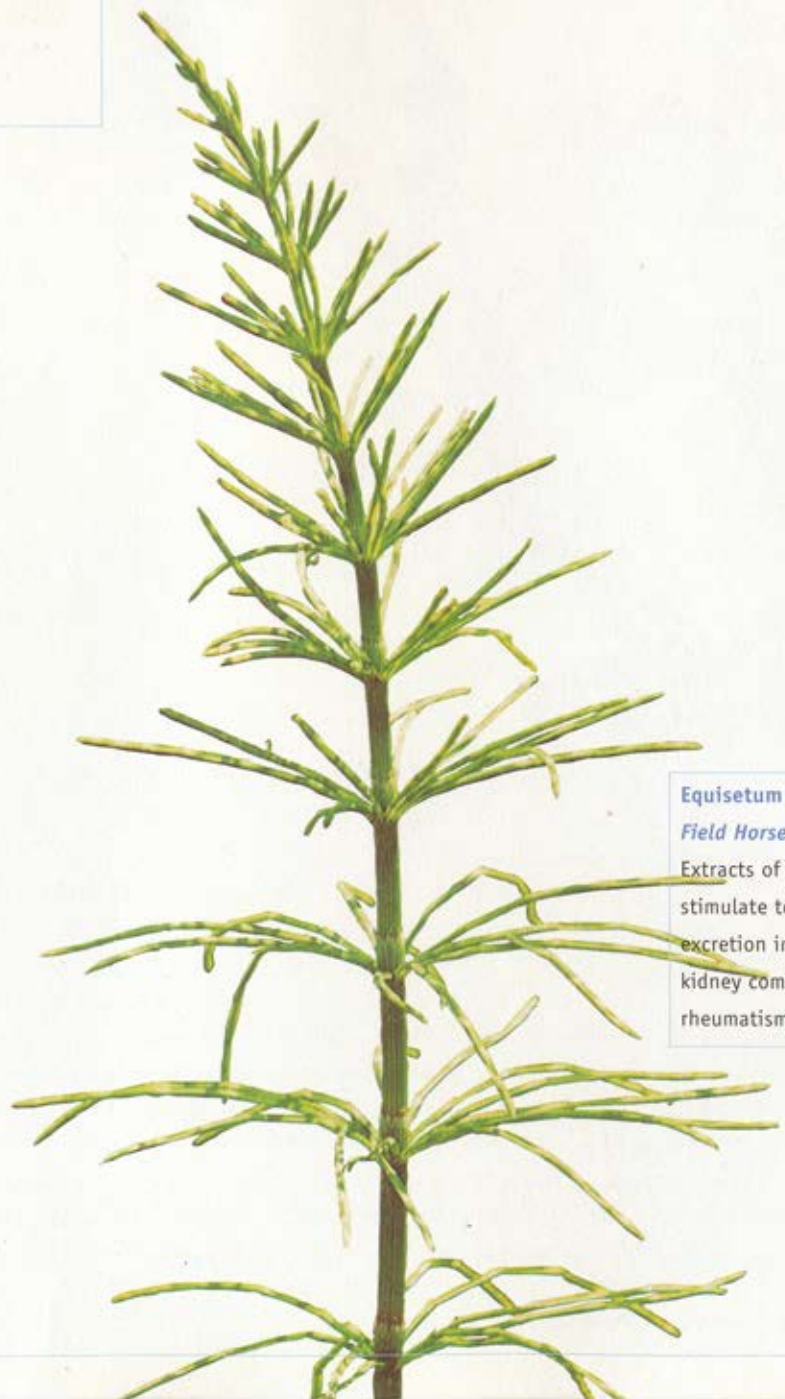 Equisetum
Field Horse
Extracts of
stimulate to
excretion in
kidney com
rheumatism